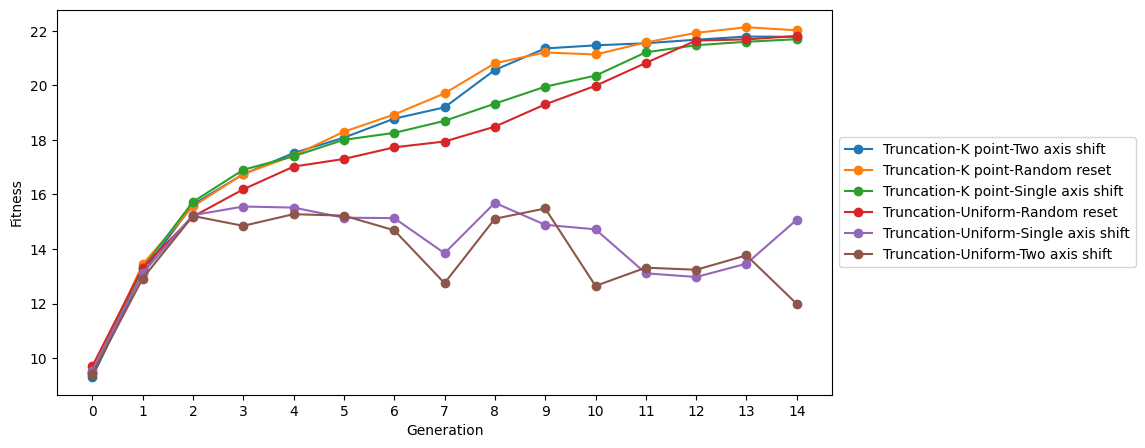 22
20
18
16
14
12
10
Fitness
0 1 2 3 4 5 6 7 8 9 10 11 12 13 14
Generation
Truncation-K point-Two axis shift
Truncation-K point-Random reset
Truncation-K point-Single axis shift
Truncation-Uniform-Random reset
Truncation-Uniform-Single axis shift
Truncation-Uniform-Two axis shift